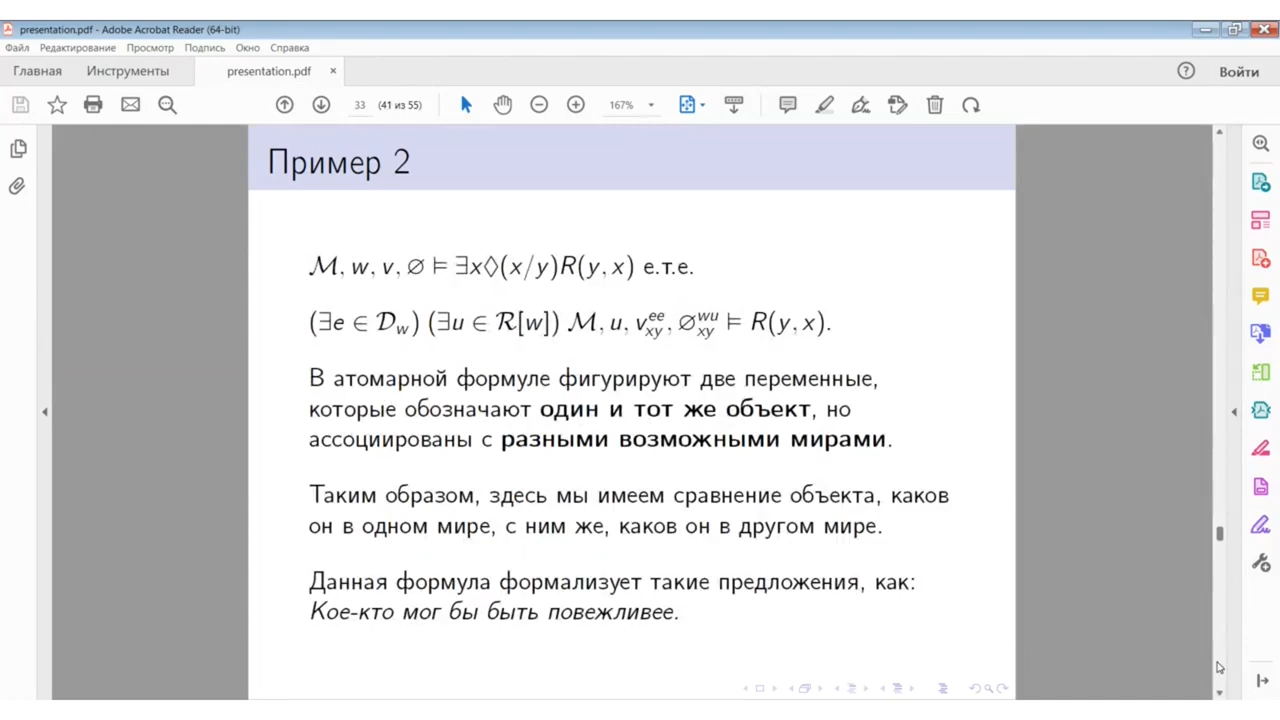 presentation.pdf - Adobe Acrobat Reader (64-bit)
Файл Редактирование Просмотр Подпись Окно Справка
Главная Инструменты presentation.pdf × Войти
33 (41 из 55) 167%
Пример 2
ℳ, w, v, ∅ ⊨ ∃x◊(x/y)R(y, x) е.т.е.
(∃e ∈ 𝒟_w) (∃u ∈ ℛ[w]) ℳ, u, v^{ee}_{xy}, ∅^{wu}_{xy} ⊨ R(y, x).
В атомарной формуле фигурируют две переменные,
которые обозначают один и тот же объект, но
ассоциированы с разными возможными мирами.
Таким образом, здесь мы имеем сравнение объекта, каков
он в одном мире, с ним же, каков он в другом мире.
Данная формула формализует такие предложения, как:
Кое-кто мог бы быть повежливее.